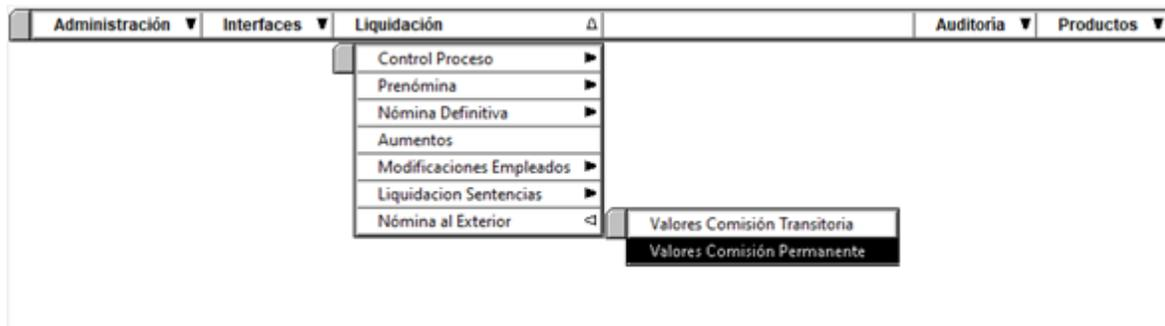 Administración Interfaces Liquidación Auditoría Productos
Control Proceso
Prenómina
Nómina Definitiva
Aumentos
Modificaciones Empleados
Liquidacion Sentencias
Nómina al Exterior
Valores Comisión Transitoria
Valores Comisión Permanente